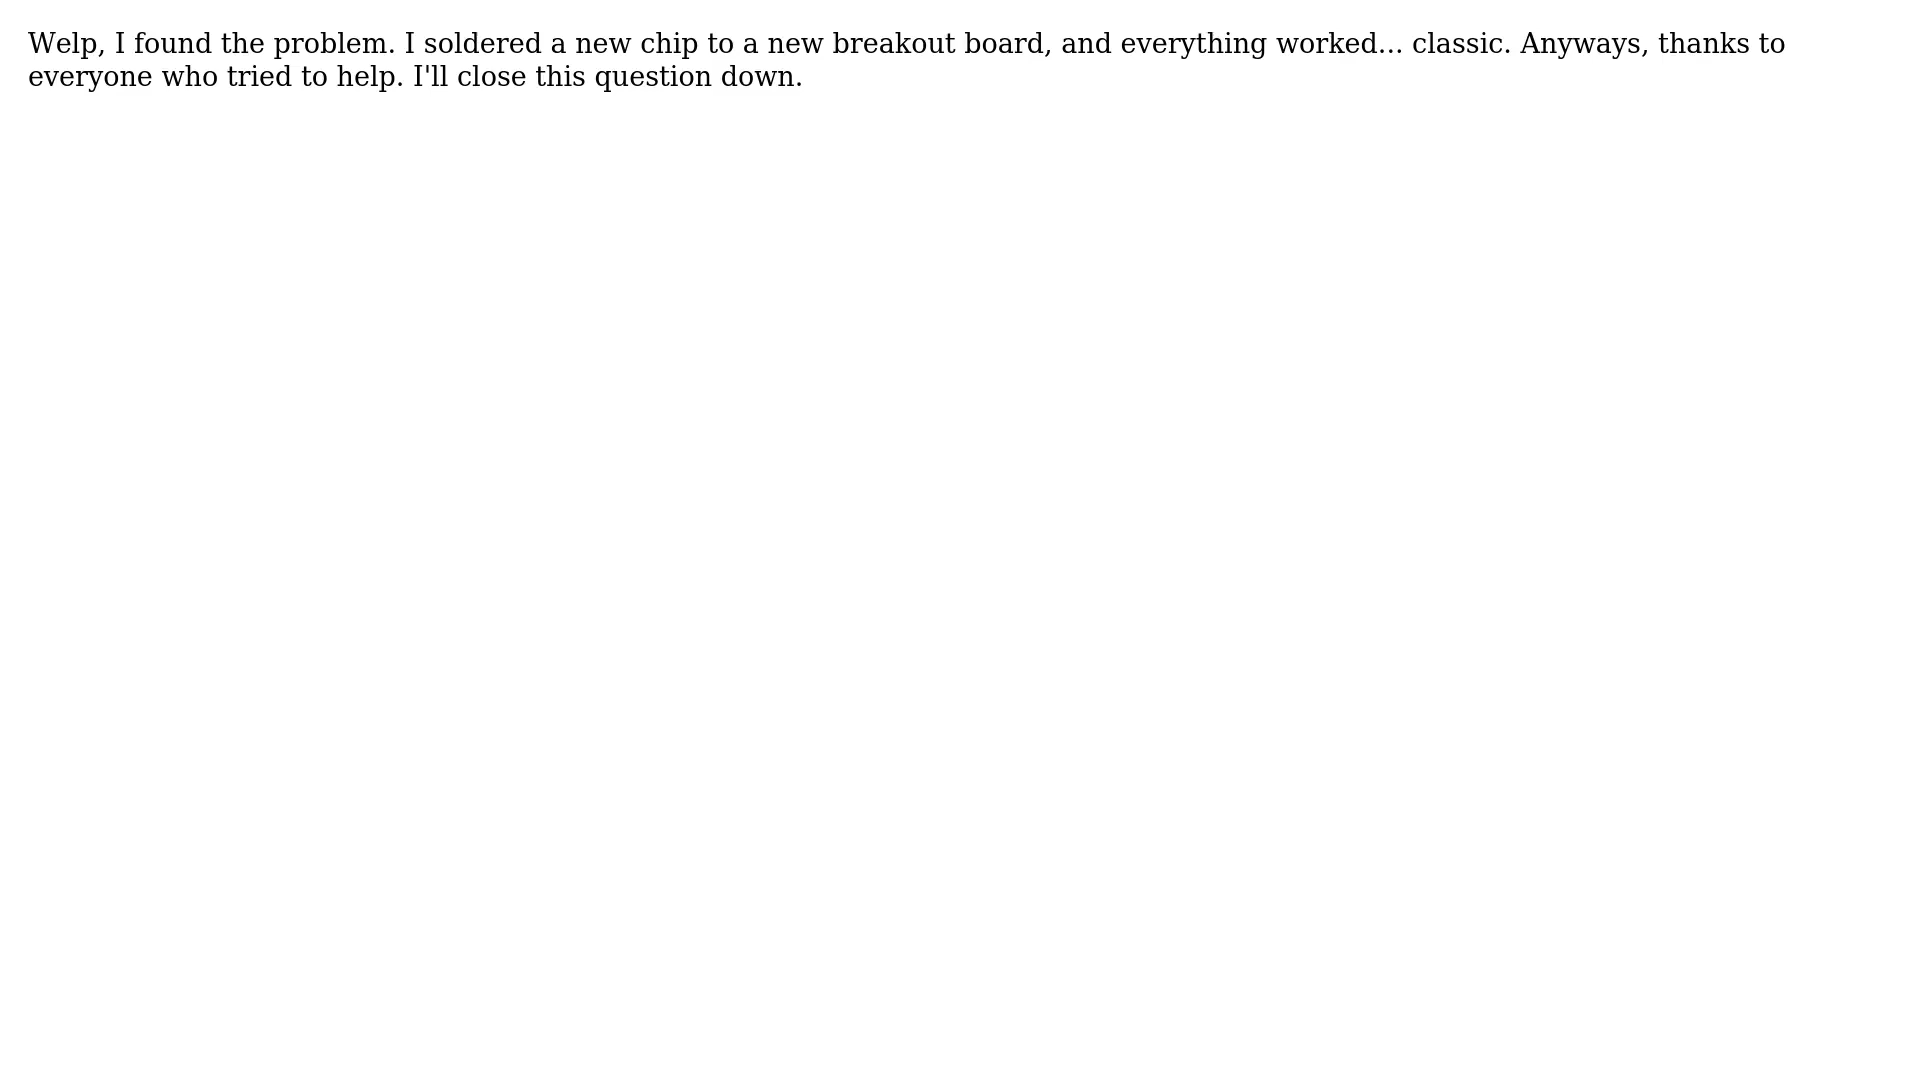 Welp, I found the problem. I soldered a new chip to a new breakout board, and everything worked... classic. Anyways, thanks to
everyone who tried to help. I'll close this question down.